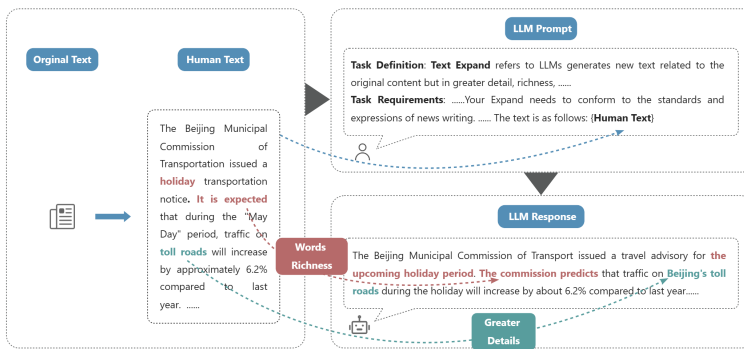 Orginal Text
Human Text
The Beijing Municipal
Commission of
Transportation issued a
holiday transportation
notice. It is expected
that during the "May
Day" period, traffic on
toll roads will increase
by approximately 6.2%
compared to last
year. ......
LLM Prompt
Task Definition: Text Expand refers to LLMs generates new text related to the
original content but in greater detail, richness, ......
Task Requirements: ......Your Expand needs to conform to the standards and
expressions of news writing. ...... The text is as follows: {Human Text}
LLM Response
The Beijing Municipal Commission of Transport issued a travel advisory for the
upcoming holiday period. The commission predicts that traffic on Beijing's toll
roads during the holiday will increase by about 6.2% compared to last year......
Words
Richness
Greater
Details